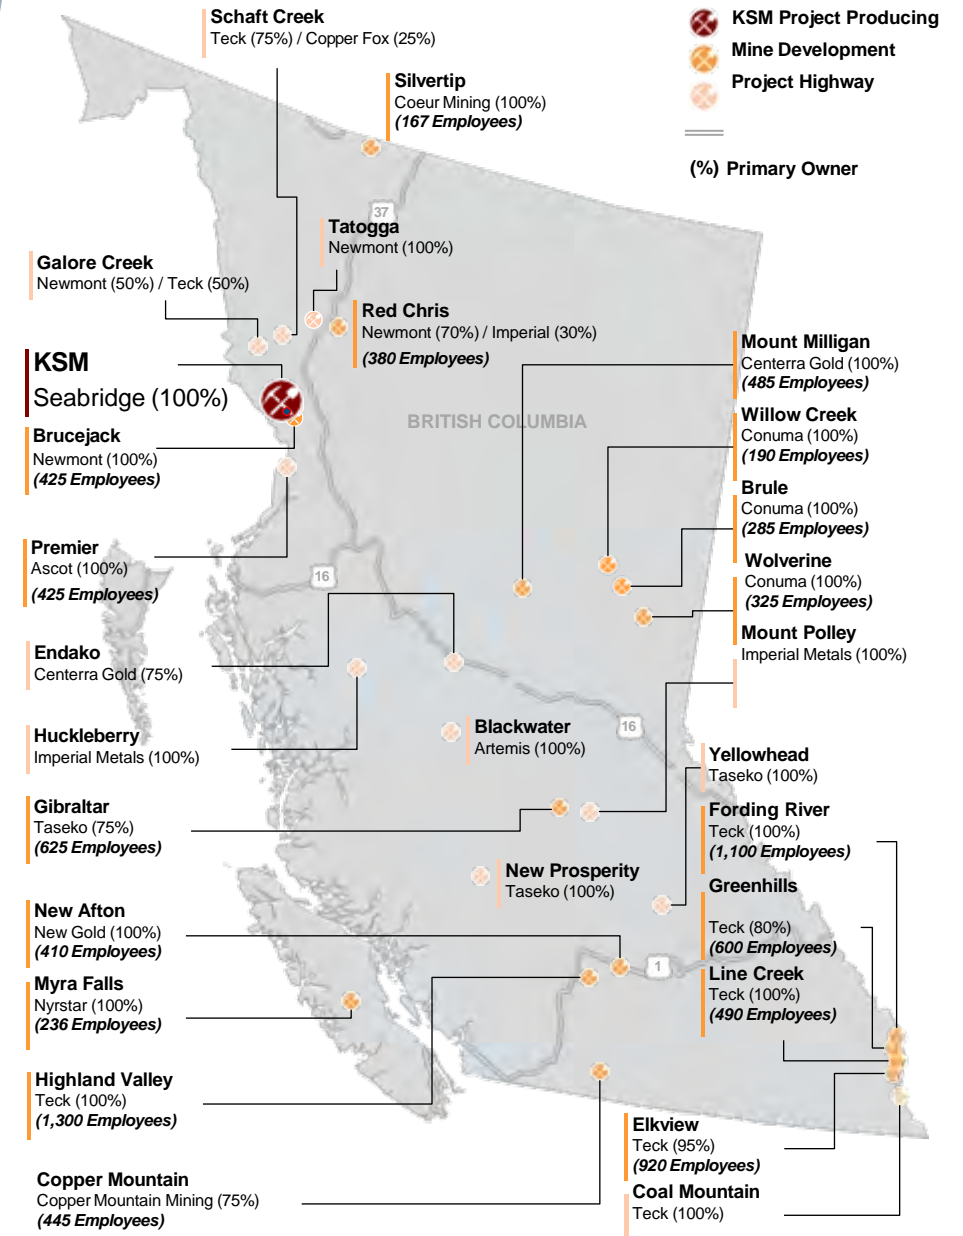 Schaft Creek
Teck (75%) / Copper Fox (25%)
KSM Project Producing
Mine Development
Project Highway
(%) Primary Owner
Silvertip
Coeur Mining (100%)
(167 Employees)
37
Tatogga
Newmont (100%)
Galore Creek
Newmont (50%) / Teck (50%)
Red Chris
Newmont (70%) / Imperial (30%)
(380 Employees)
KSM
Seabridge (100%)
Mount Milligan
Centerra Gold (100%)
(485 Employees)
BRITISH COLUMBIA
Willow Creek
Conuma (100%)
(190 Employees)
Brucejack
Newmont (100%)
(425 Employees)
Brule
Conuma (100%)
(285 Employees)
Premier
Ascot (100%)
(425 Employees)
16
Wolverine
Conuma (100%)
(325 Employees)
Mount Polley
Imperial Metals (100%)
Endako
Centerra Gold (75%)
Huckleberry
Imperial Metals (100%)
Blackwater
Artemis (100%)
16
Yellowhead
Taseko (100%)
Gibraltar
Taseko (75%)
(625 Employees)
Fording River
Teck (100%)
(1,100 Employees)
New Prosperity
Taseko (100%)
Greenhills
Teck (80%)
(600 Employees)
New Afton
New Gold (100%)
(410 Employees)
1
Line Creek
Teck (100%)
(490 Employees)
Myra Falls
Nyrstar (100%)
(236 Employees)
Highland Valley
Teck (100%)
(1,300 Employees)
Elkview
Teck (95%)
(920 Employees)
Copper Mountain
Copper Mountain Mining (75%)
(445 Employees)
Coal Mountain
Teck (100%)